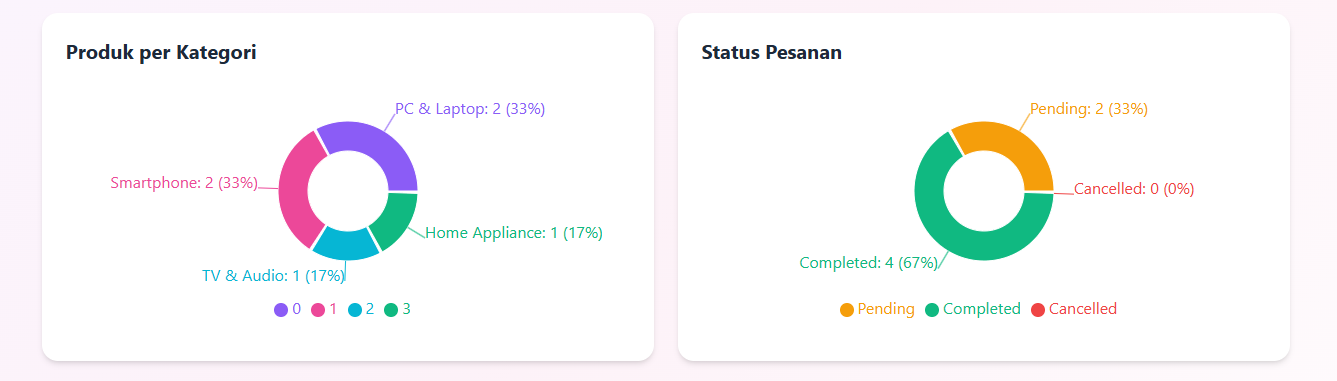 Produk per Kategori
PC & Laptop: 2 (33%)
Smartphone: 2 (33%)
Home Appliance: 1 (17%)
TV & Audio: 1 (17%)
0 1 2 3
Status Pesanan
Pending: 2 (33%)
Cancelled: 0 (0%)
Completed: 4 (67%)
Pending Completed Cancelled